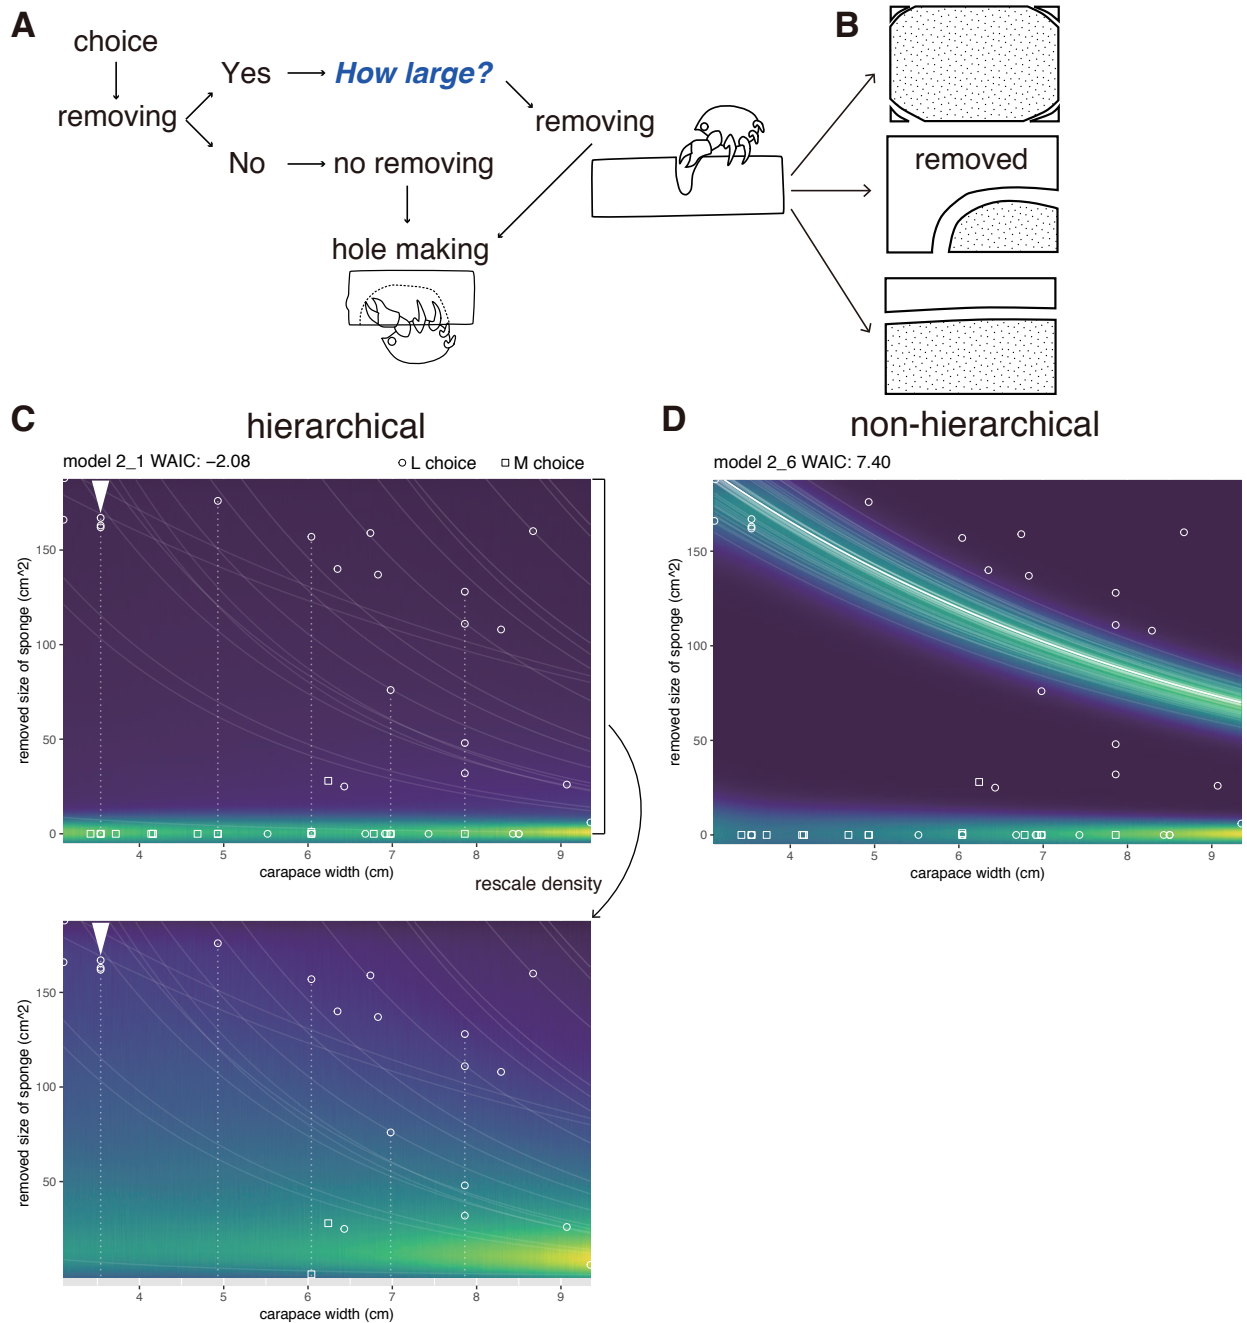 A
choice
removing
Yes
How large?
No
no removing
removing
hole making
B
removed
C
hierarchical
model 2_1 WAIC: −2.08
L choice
M choice
removed size of sponge (cm^2)
150
100
50
0
4
5
6
7
8
9
carapace width (cm)
rescale density
removed size of sponge (cm^2)
150
100
50
4
5
6
7
8
9
carapace width (cm)
D
non-hierarchical
model 2_6 WAIC: 7.40
removed size of sponge (cm^2)
150
100
50
0
4
5
6
7
8
9
carapace width (cm)